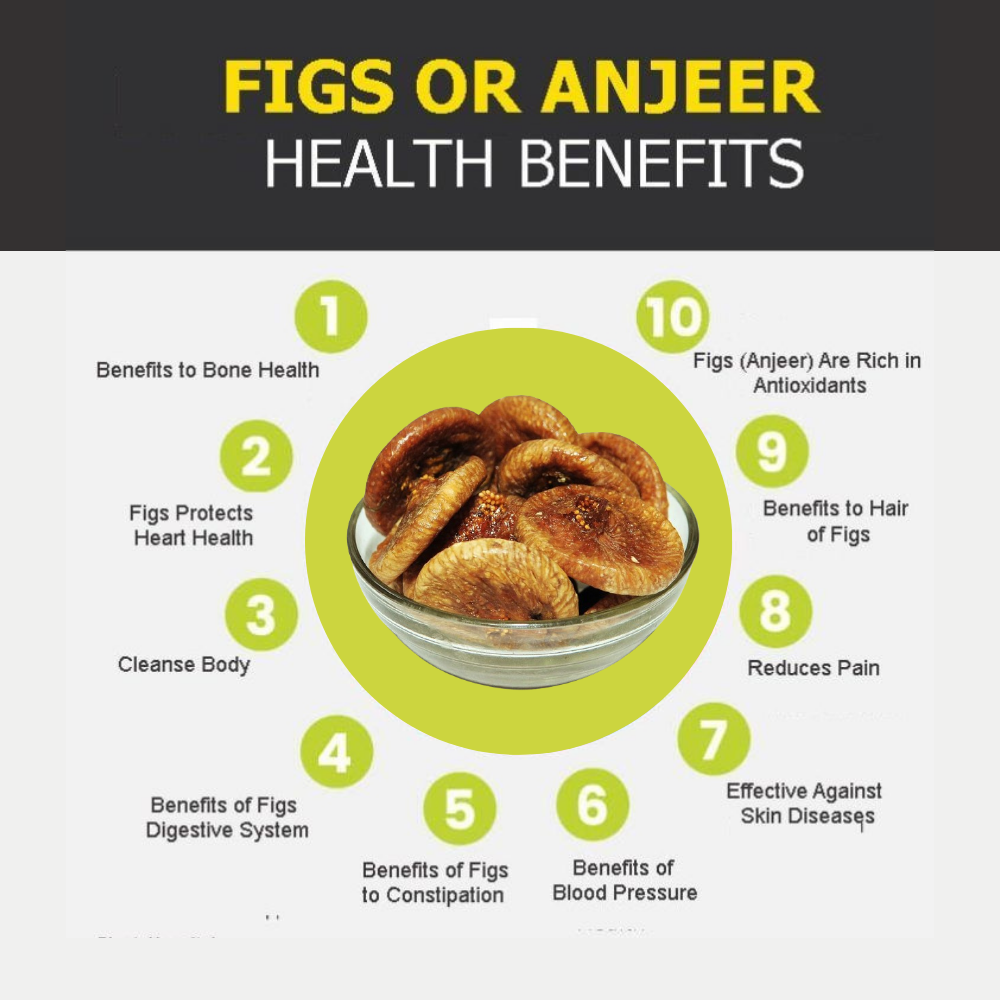 FIGS OR ANJEER
HEALTH BENEFITS
1
Benefits to Bone Health
2
Figs Protects
Heart Health
3
Cleanse Body
4
Benefits of Figs
Digestive System
5
Benefits of Figs
to Constipation
6
Benefits of
Blood Pressure
7
Effective Against
Skin Diseases
8
Reduces Pain
9
Benefits to Hair
of Figs
10
Figs (Anjeer) Are Rich in
Antioxidants